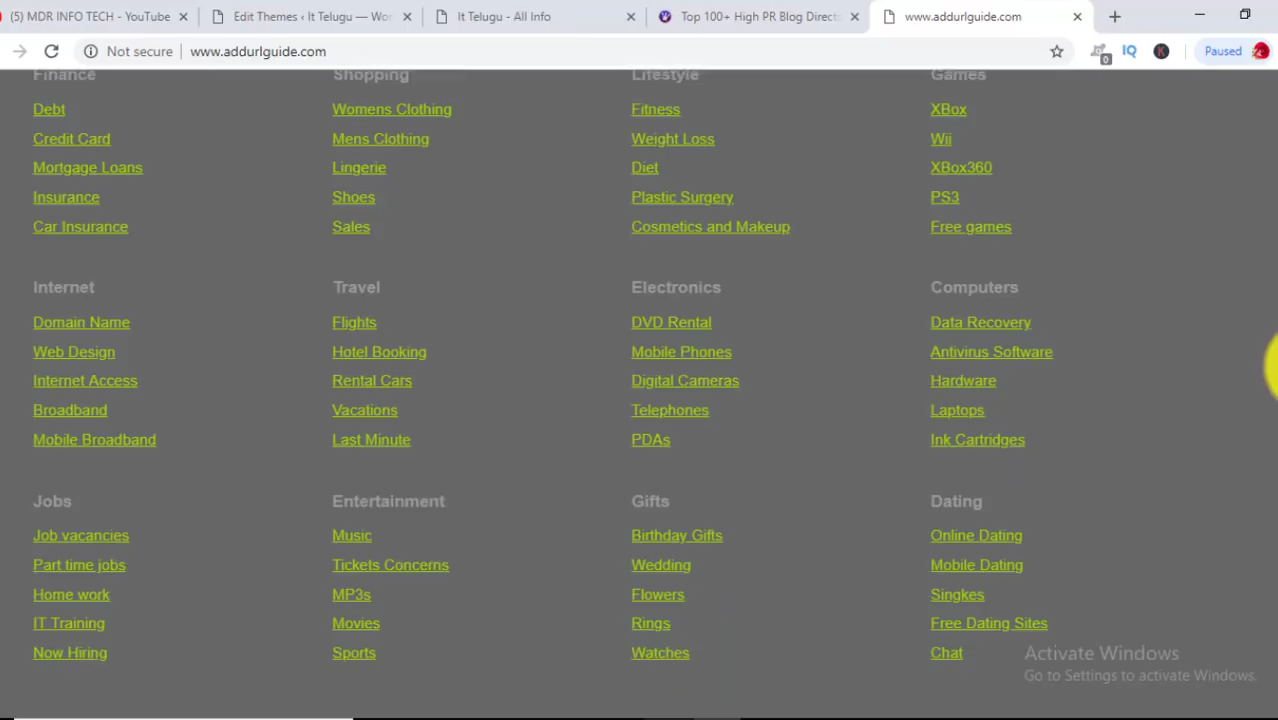 (5) MDR INFO TECH - YouTube
Edit Themes ‹ It Telugu — Wor
It Telugu - All Info
Top 100+ High PR Blog Direct
www.addurlguide.com
Not secure
www.addurlguide.com
0
IQ
K
Paused
Finance
Shopping
Lifestyle
Games
Debt
Womens Clothing
Fitness
XBox
Credit Card
Mens Clothing
Weight Loss
Wii
Mortgage Loans
Lingerie
Diet
XBox360
Insurance
Shoes
Plastic Surgery
PS3
Car Insurance
Sales
Cosmetics and Makeup
Free games
Internet
Travel
Electronics
Computers
Domain Name
Flights
DVD Rental
Data Recovery
Web Design
Hotel Booking
Mobile Phones
Antivirus Software
Internet Access
Rental Cars
Digital Cameras
Hardware
Broadband
Vacations
Telephones
Laptops
Mobile Broadband
Last Minute
PDAs
Ink Cartridges
Jobs
Entertainment
Gifts
Dating
Job vacancies
Music
Birthday Gifts
Online Dating
Part time jobs
Tickets Concerns
Wedding
Mobile Dating
Home work
MP3s
Flowers
Singkes
IT Training
Movies
Rings
Free Dating Sites
Now Hiring
Sports
Watches
Chat
Activate Windows
Go to Settings to activate Windows.